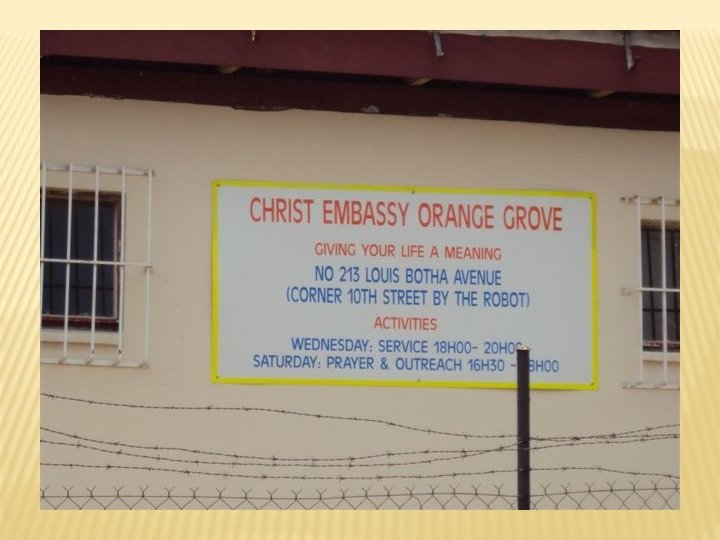 CHRIST EMBASSY ORANGE GROVE
GIVING YOUR LIFE A MEANING
NO 213 LOUIS BOTHA AVENUE
(CORNER 10TH STREET BY THE ROBOT)
ACTIVITIES
WEDNESDAY: SERVICE 18H00- 20H00
SATURDAY: PRAYER & OUTREACH 16H30 -